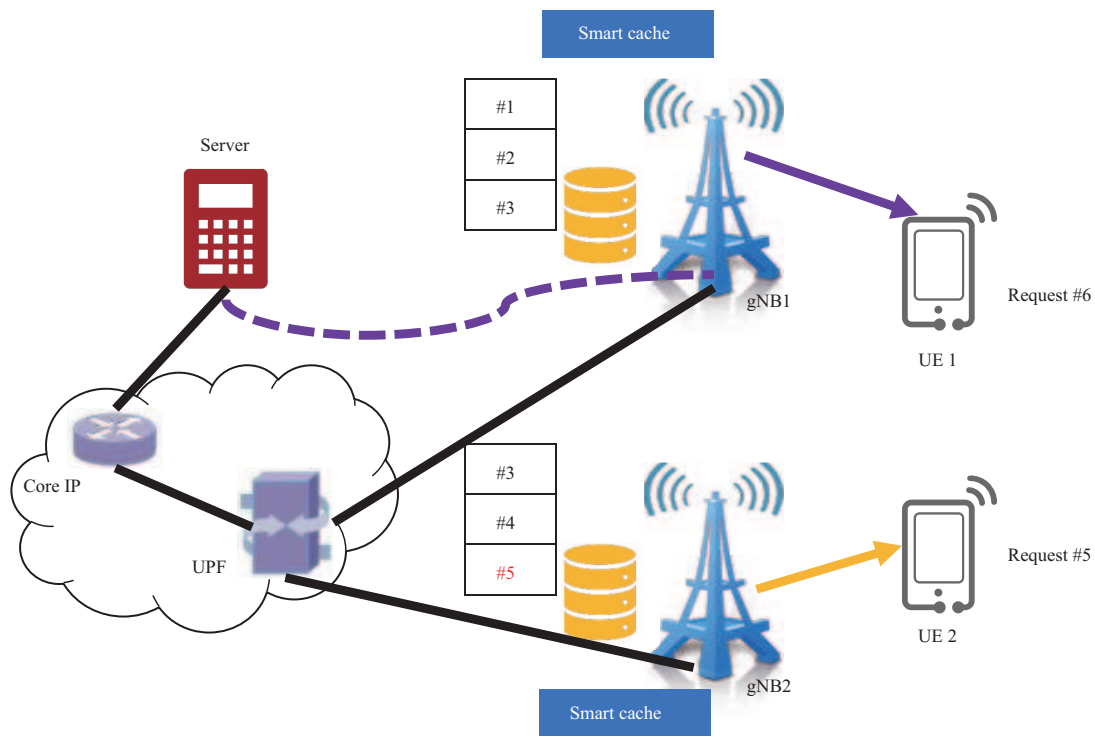 Smart cache
#1
#2
#3
Server
gNB1
Request #6
UE 1
Core IP
UPF
#3
#4
#5
Request #5
UE 2
gNB2
Smart cache